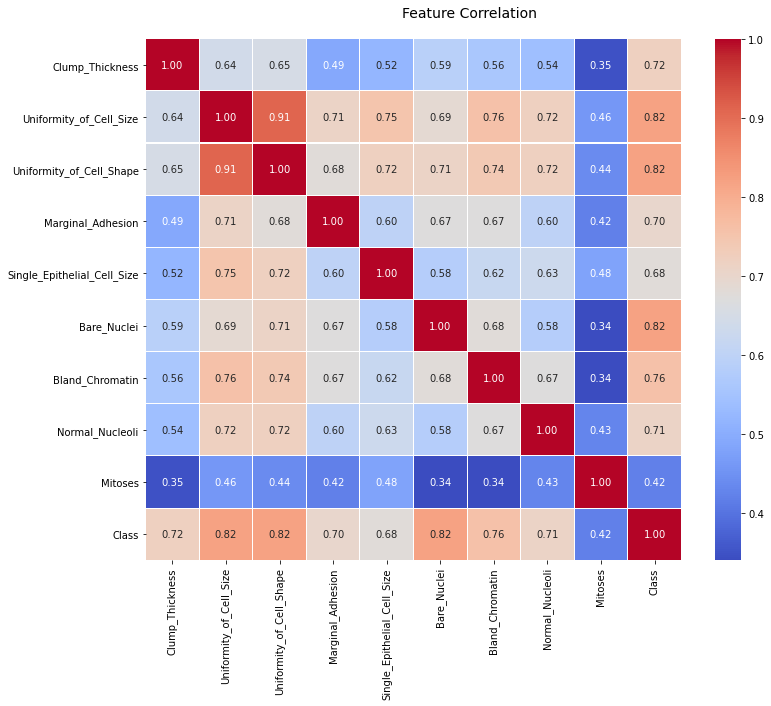 Feature Correlation
Clump_Thickness 1.00 0.64 0.65 0.49 0.52 0.59 0.56 0.54 0.35 0.72
Uniformity_of_Cell_Size 0.64 1.00 0.91 0.71 0.75 0.69 0.76 0.72 0.46 0.82
Uniformity_of_Cell_Shape 0.65 0.91 1.00 0.68 0.72 0.71 0.74 0.72 0.44 0.82
Marginal_Adhesion 0.49 0.71 0.68 1.00 0.60 0.67 0.67 0.60 0.42 0.70
Single_Epithelial_Cell_Size 0.52 0.75 0.72 0.60 1.00 0.58 0.62 0.63 0.48 0.68
Bare_Nuclei 0.59 0.69 0.71 0.67 0.58 1.00 0.68 0.58 0.34 0.82
Bland_Chromatin 0.56 0.76 0.74 0.67 0.62 0.68 1.00 0.67 0.34 0.76
Normal_Nucleoli 0.54 0.72 0.72 0.60 0.63 0.58 0.67 1.00 0.43 0.71
Mitoses 0.35 0.46 0.44 0.42 0.48 0.34 0.34 0.43 1.00 0.42
Class 0.72 0.82 0.82 0.70 0.68 0.82 0.76 0.71 0.42 1.00
Clump_Thickness
Uniformity_of_Cell_Size
Uniformity_of_Cell_Shape
Marginal_Adhesion
Single_Epithelial_Cell_Size
Bare_Nuclei
Bland_Chromatin
Normal_Nucleoli
Mitoses
Class
1.0
0.9
0.8
0.7
0.6
0.5
0.4